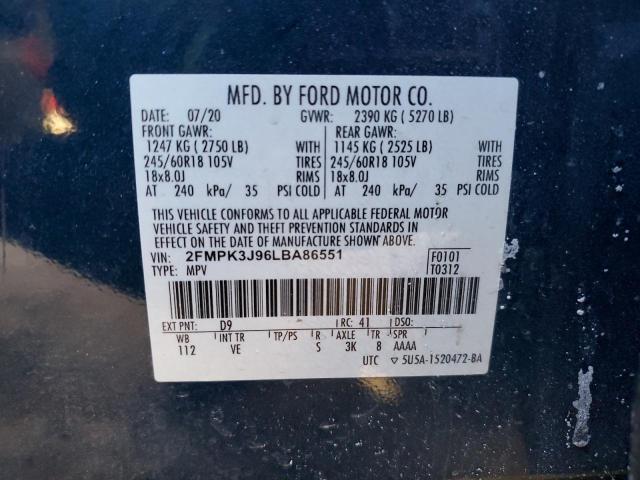 MFD. BY FORD MOTOR CO.
DATE: 07/20 GVWR: 2390 KG ( 5270 LB)
FRONT GAWR: REAR GAWR:
1247 KG ( 2750 LB) WITH 1145 KG ( 2525 LB) WITH
245/60R18 105V TIRES 245/60R18 105V TIRES
18x8.0J RIMS 18x8.0J RIMS
AT 240 kPa/ 35 PSI COLD AT 240 kPa/ 35 PSI COLD
THIS VEHICLE CONFORMS TO ALL APPLICABLE FEDERAL MOTOR
VEHICLE SAFETY AND THEFT PREVENTION STANDARDS IN
EFFECT ON THE DATE OF MANUFACTURE SHOWN ABOVE.
VIN: 2FMPK3J96LBA86551 F0101
TYPE: MPV T0312
EXT PNT: D9 RC: 41 DSO:
WB INT TR TP/PS R AXLE TR SPR
112 VE S 3K 8 AAAA
UTC ▽ 5U5A-1520472-BA